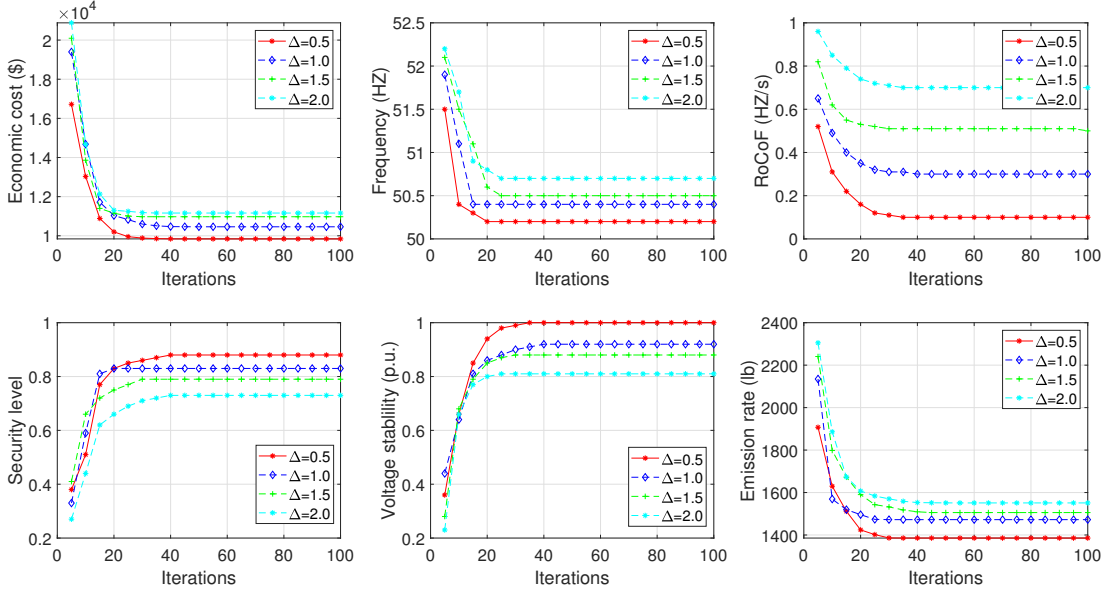 ×10⁴
2
1.8
1.6
1.4
1.2
1
Economic cost ($)
Δ=0.5
Δ=1.0
Δ=1.5
Δ=2.0
0 20 40 60 80 100
Iterations
52.5
52
51.5
51
50.5
50
Frequency (HZ)
Δ=0.5
Δ=1.0
Δ=1.5
Δ=2.0
0 20 40 60 80 100
Iterations
1
0.8
0.6
0.4
0.2
0
RoCoF (HZ/s)
Δ=0.5
Δ=1.0
Δ=1.5
Δ=2.0
0 20 40 60 80 100
Iterations
1
0.8
0.6
0.4
0.2
Security level
Δ=0.5
Δ=1.0
Δ=1.5
Δ=2.0
0 20 40 60 80 100
Iterations
1
0.8
0.6
0.4
0.2
Voltage stablility (p.u.)
Δ=0.5
Δ=1.0
Δ=1.5
Δ=2.0
0 20 40 60 80 100
Iterations
2400
2200
2000
1800
1600
1400
Emission rate (lb)
Δ=0.5
Δ=1.0
Δ=1.5
Δ=2.0
0 20 40 60 80 100
Iterations